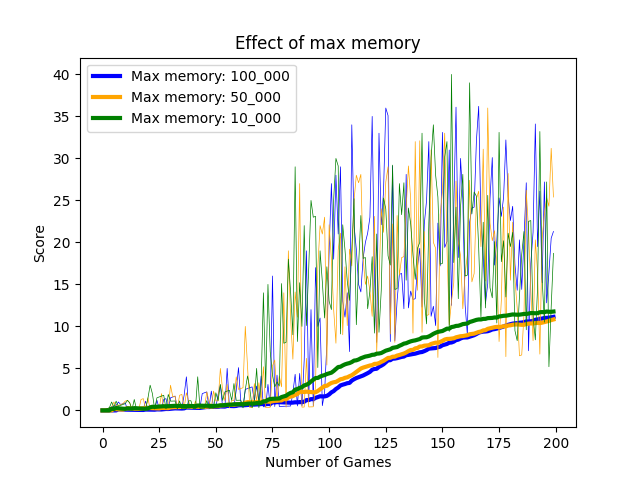 Effect of max memory
Max memory: 100_000
Max memory: 50_000
Max memory: 10_000
40
35
30
25
20
15
10
5
0
Score
0 25 50 75 100 125 150 175 200
Number of Games